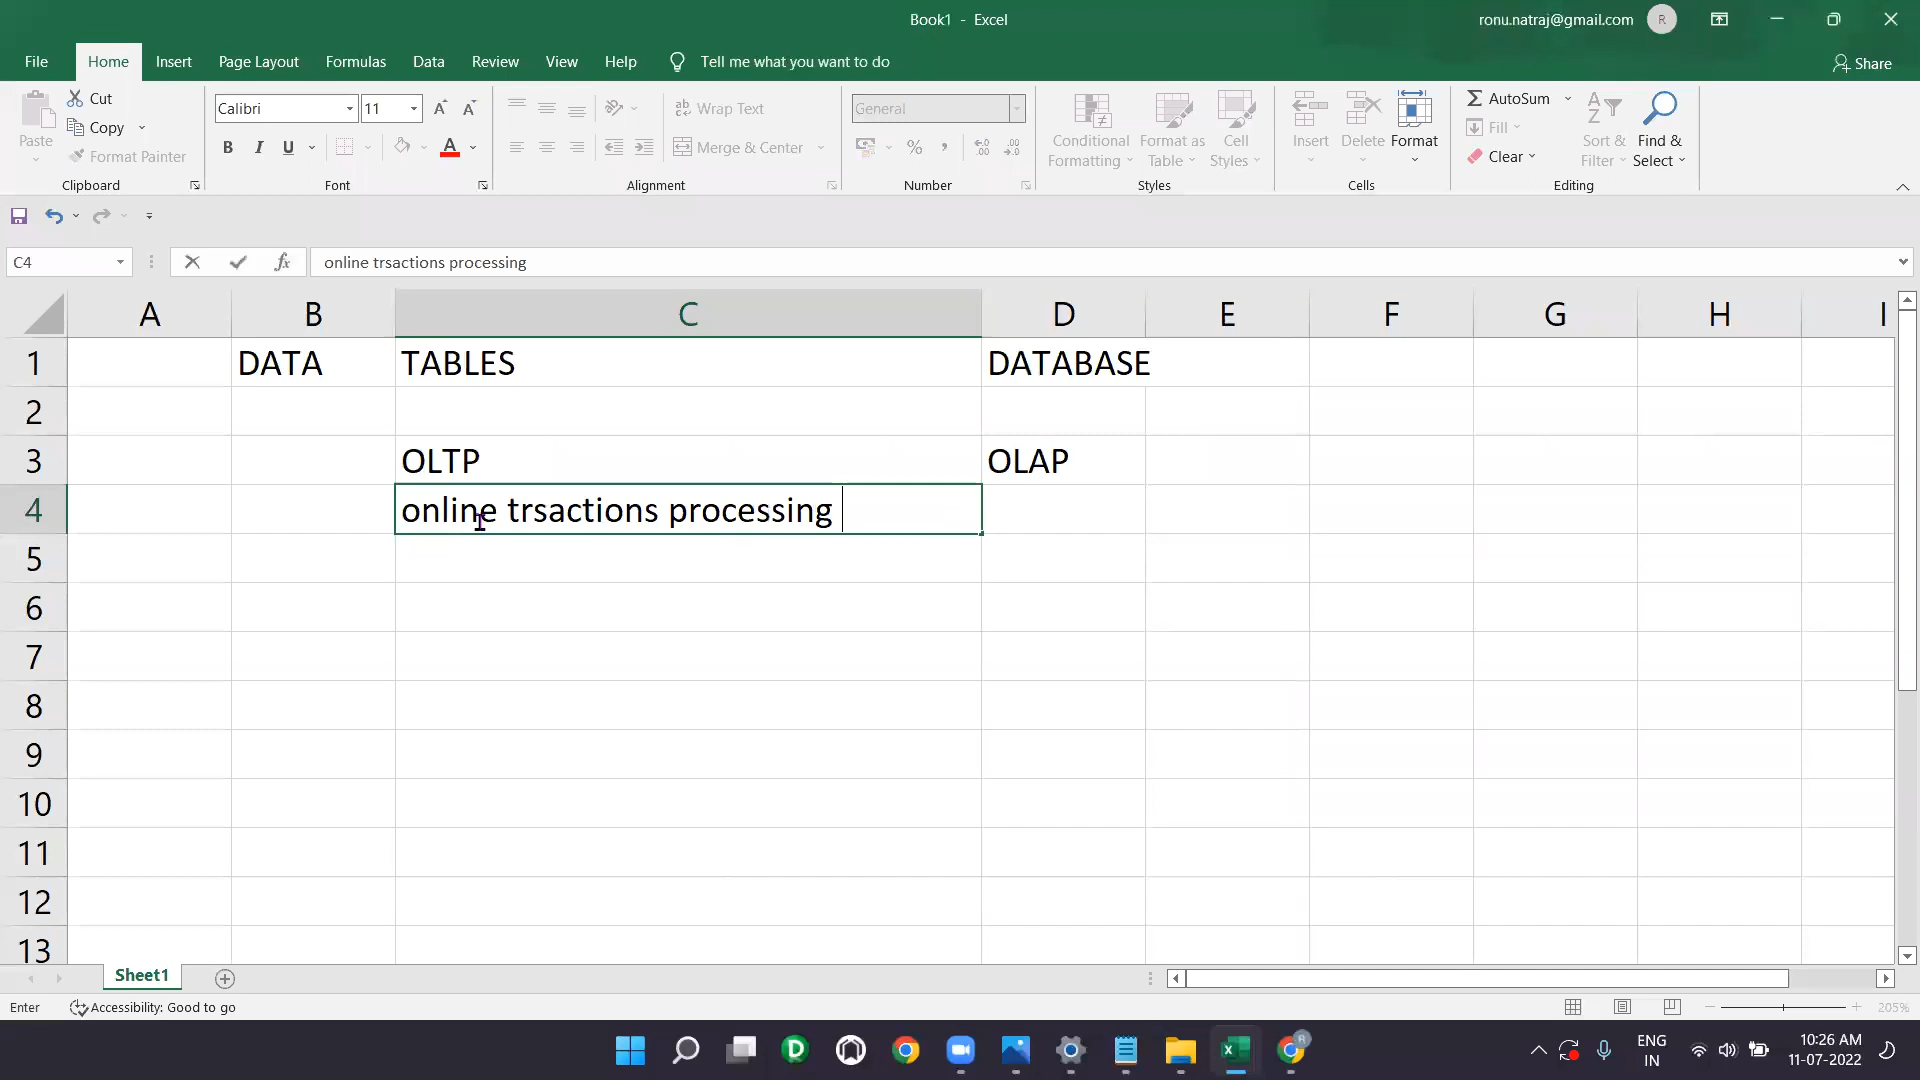 Book1 - Excel
ronu.natraj@gmail.com R
File Home Insert Page Layout Formulas Data Review View Help Tell me what you want to do Share
Cut
Copy
Format Painter
Paste
Clipboard
Calibri 11
B I U A
Font
Wrap Text
Merge & Center
Alignment
General
Number
Conditional Formatting
Format as Table
Cell Styles
Styles
Insert Delete Format
Cells
AutoSum
Fill
Clear
Sort & Filter
Find & Select
Editing
C4 fx online trsactions processing
A B C D E F G H I
1 DATA TABLES DATABASE
2
3 OLTP OLAP
4 online trsactions processing
5
6
7
8
9
10
11
12
13
Sheet1
Enter Accessibility: Good to go 205%
ENG
IN
10:26 AM
11-07-2022